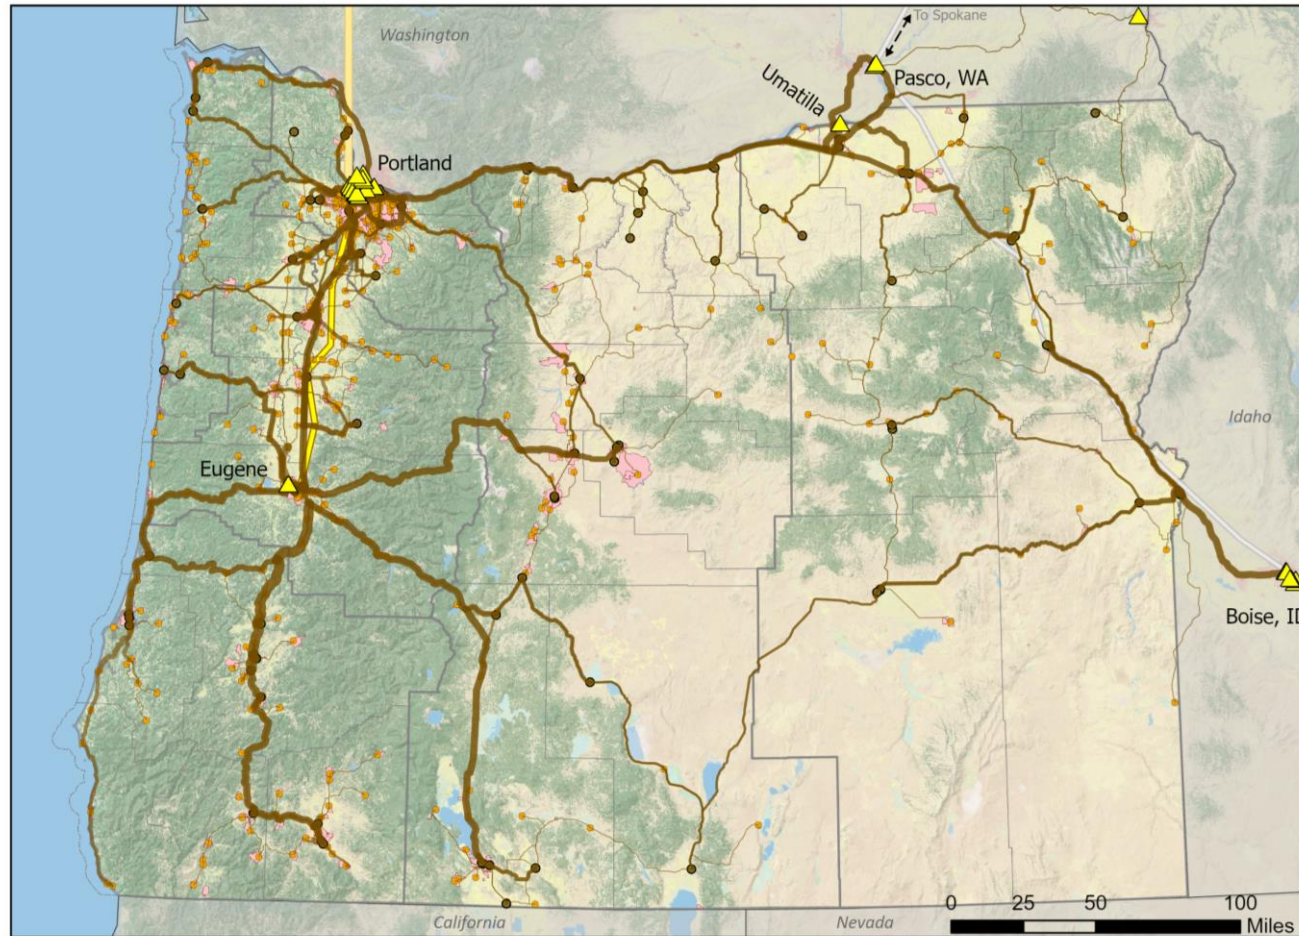 To Spokane
Washington
Pasco, WA
Umatilla
Portland
Idaho
Eugene
Boise, ID
0 25 50 100
Miles
California
Nevada